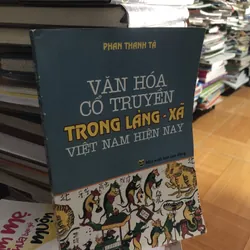 PHAN THANH TÁ
VĂN HÓA
CỔ TRUYỀN
TRONG LÀNG - XÃ
VIỆT NAM HIỆN NAY